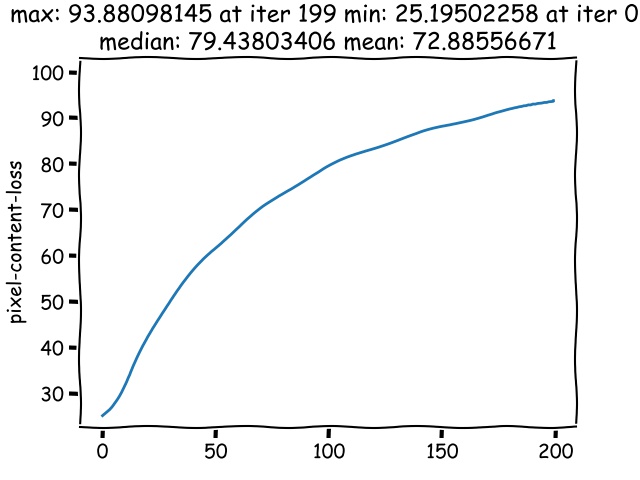 max: 93.88098145 at iter 199 min: 25.19502258 at iter 0
median: 79.43803406 mean: 72.88556671
100
90
80
70
60
50
40
30
pixel-content-loss
0 50 100 150 200